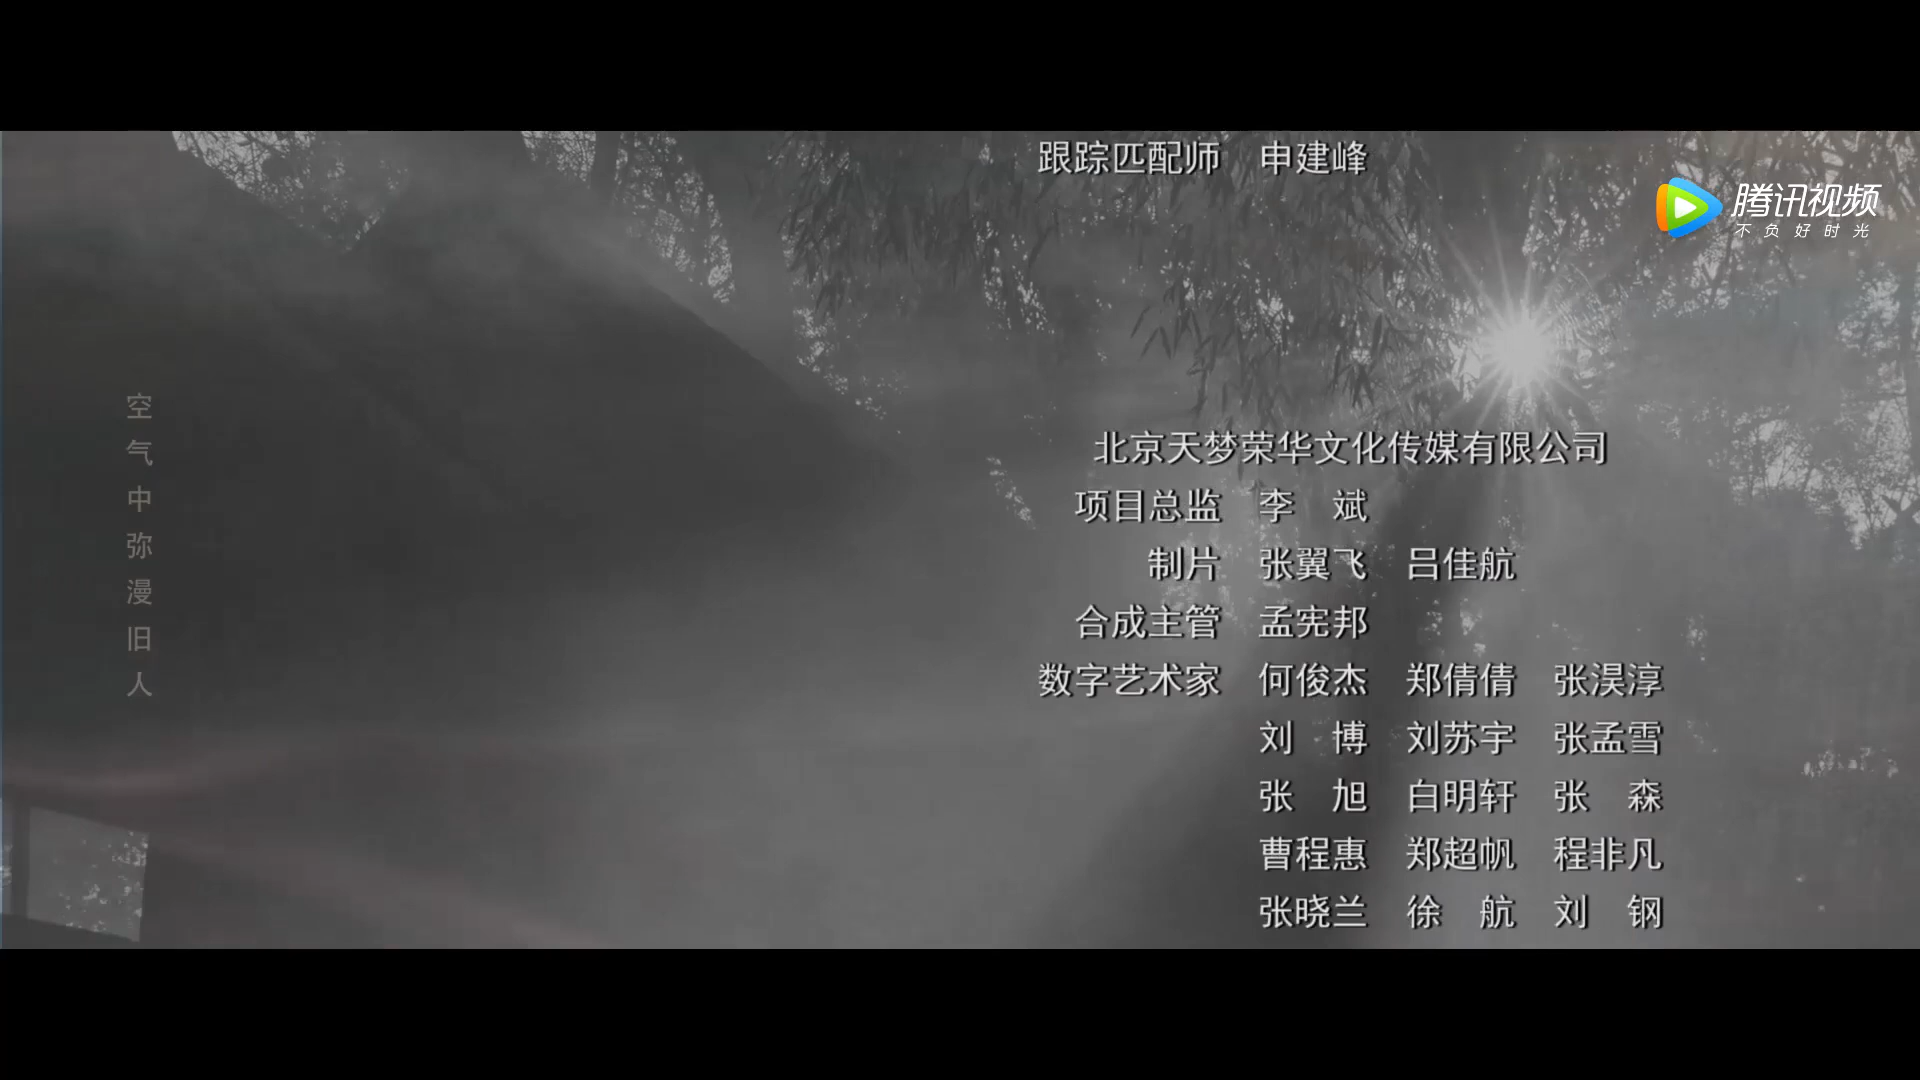 跟踪匹配师 申建峰
腾讯视频
不负好时光
空气中弥漫旧人
北京天梦荣华文化传媒有限公司
项目总监 李 斌
制片 张翼飞 吕佳航
合成主管 孟宪邦
数字艺术家 何俊杰 郑倩倩 张淏淳
刘 博 刘苏宇 张孟雪
张 旭 白明轩 张 森
曹程惠 郑超帆 程非凡
张晓兰 徐 航 刘 钢